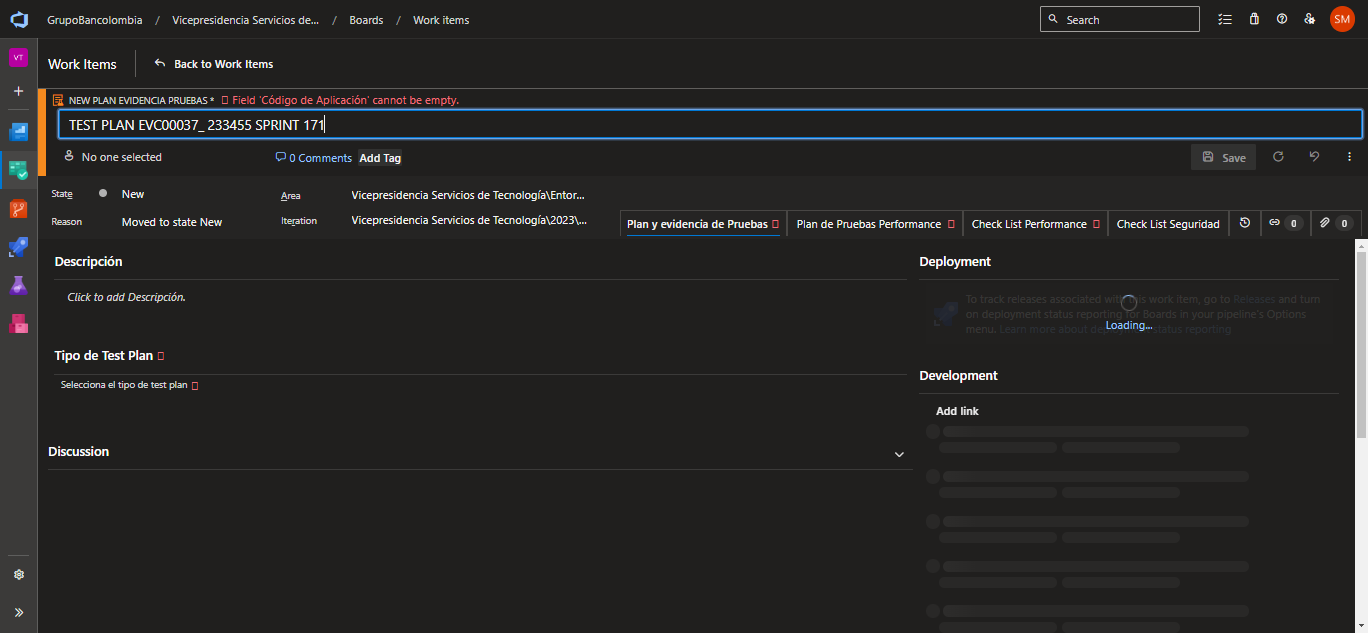 GrupoBancolombia / Vicepresidencia Servicios de... / Boards / Work items
Search
SM
VT
Work Items
Back to Work Items
NEW PLAN EVIDENCIA PRUEBAS * Field 'Código de Aplicación' cannot be empty.
TEST PLAN EVC00037_ 233455 SPRINT 171
No one selected
0 Comments
Add Tag
Save
State
New
Area
Vicepresidencia Servicios de Tecnología\Entor...
Reason
Moved to state New
Iteration
Vicepresidencia Servicios de Tecnología\2023\...
Plan y evidencia de Pruebas
Plan de Pruebas Performance
Check List Performance
Check List Seguridad
0
0
Descripción
Click to add Descripción.
Tipo de Test Plan
Selecciona el tipo de test plan
Discussion
Deployment
To track releases associated with this work item, go to Releases and turn
on deployment status reporting for Boards in your pipeline's Options
menu. Learn more about deployment status reporting
Loading...
Development
Add link